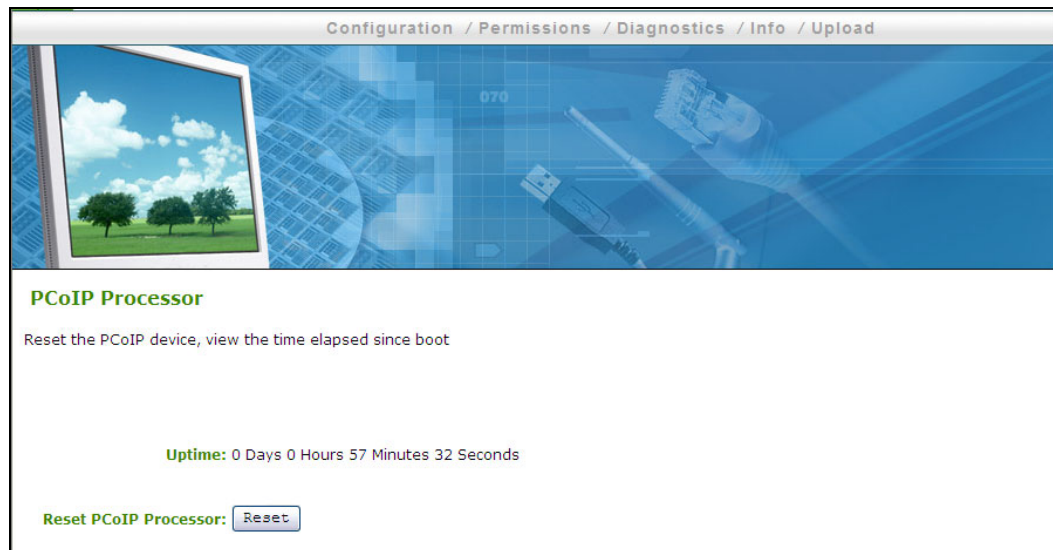 Configuration / Permissions / Diagnostics / Info / Upload
070
PCoIP Processor
Reset the PCoIP device, view the time elapsed since boot
Uptime: 0 Days 0 Hours 57 Minutes 32 Seconds
Reset PCoIP Processor: Reset